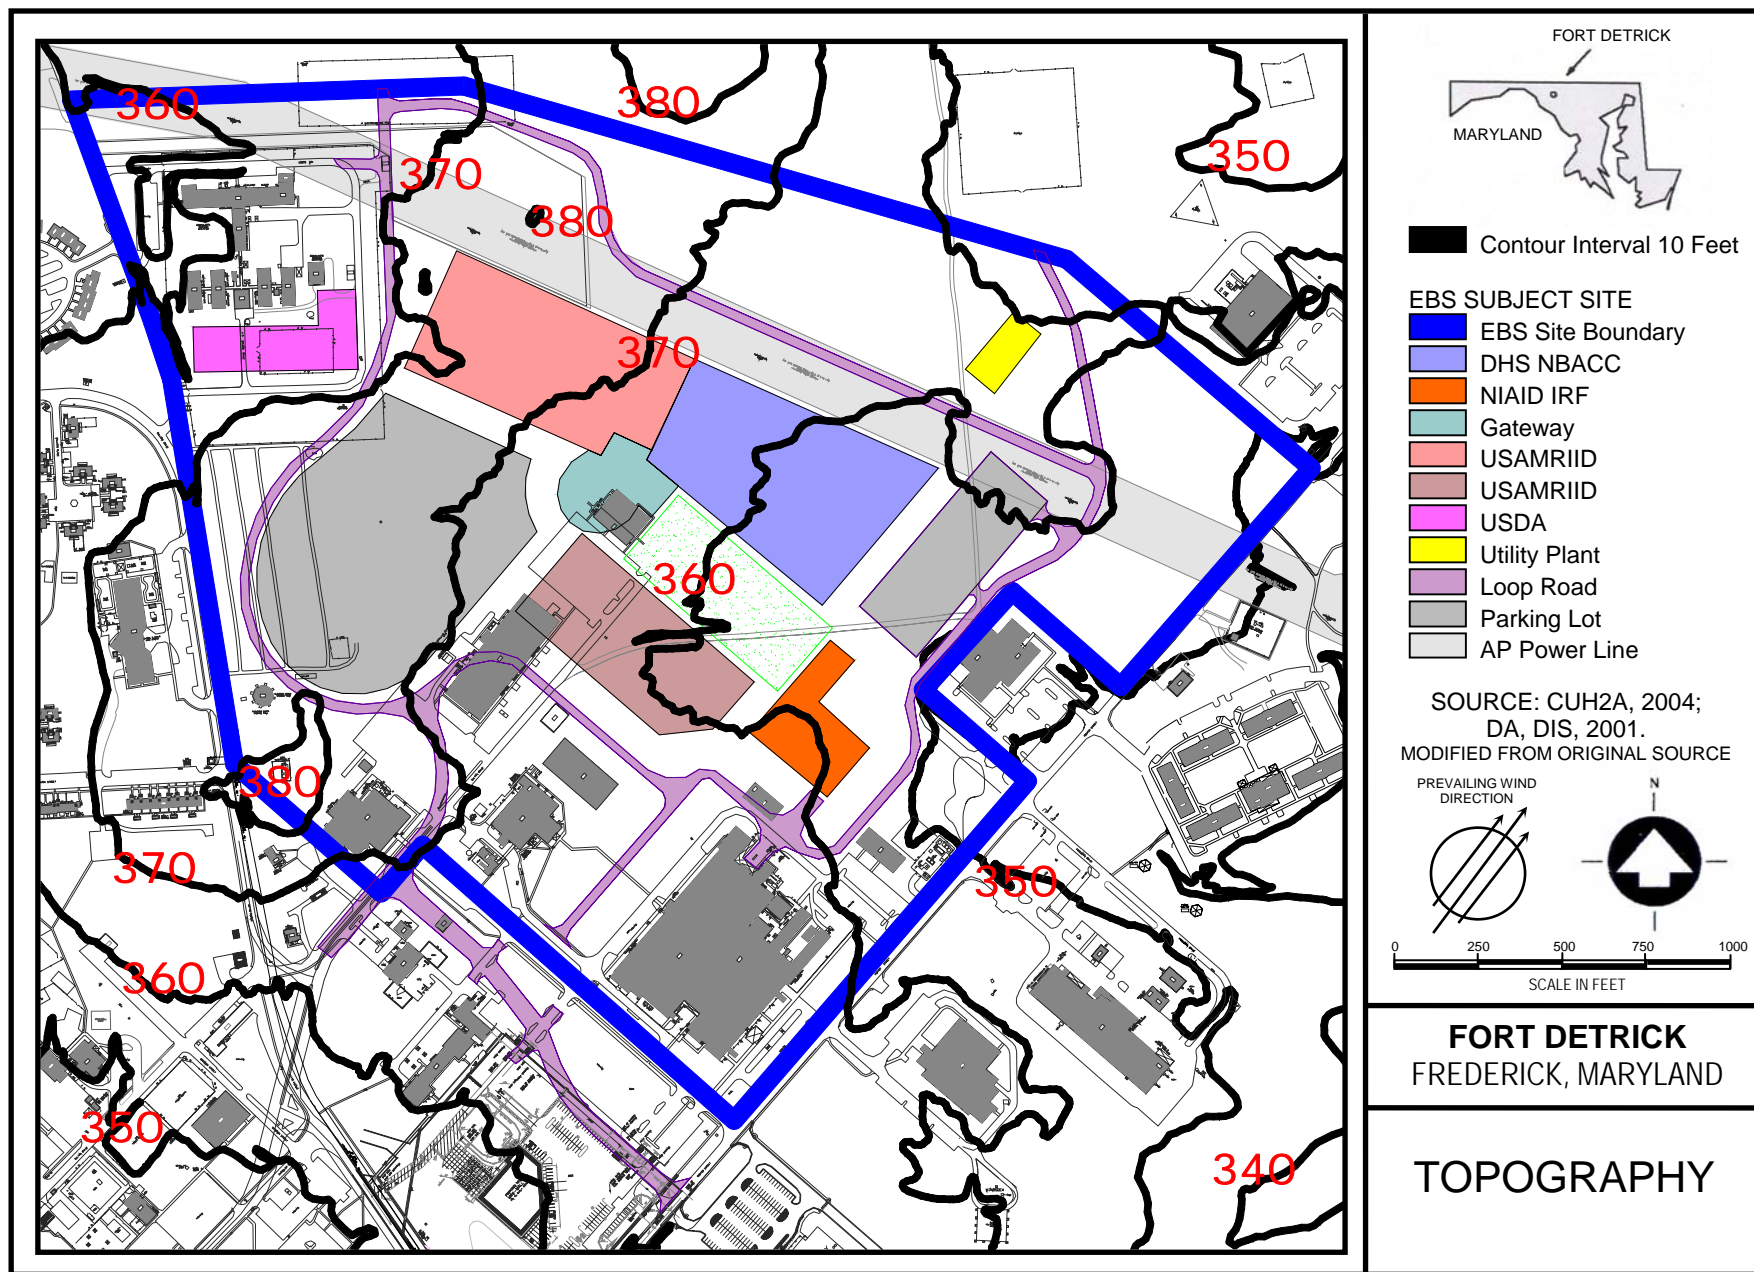 360
380
370
350
380
370
360
380
370
350
360
350
340
FORT DETRICK
MARYLAND
Contour Interval 10 Feet
EBS SUBJECT SITE
EBS Site Boundary
DHS NBACC
NIAID IRF
Gateway
USAMRIID
USAMRIID
USDA
Utility Plant
Loop Road
Parking Lot
AP Power Line
SOURCE: CUH2A, 2004;
DA, DIS, 2001.
MODIFIED FROM ORIGINAL SOURCE
PREVAILING WIND
DIRECTION
N
0 250 500 750 1000
SCALE IN FEET
FORT DETRICK
FREDERICK, MARYLAND
TOPOGRAPHY